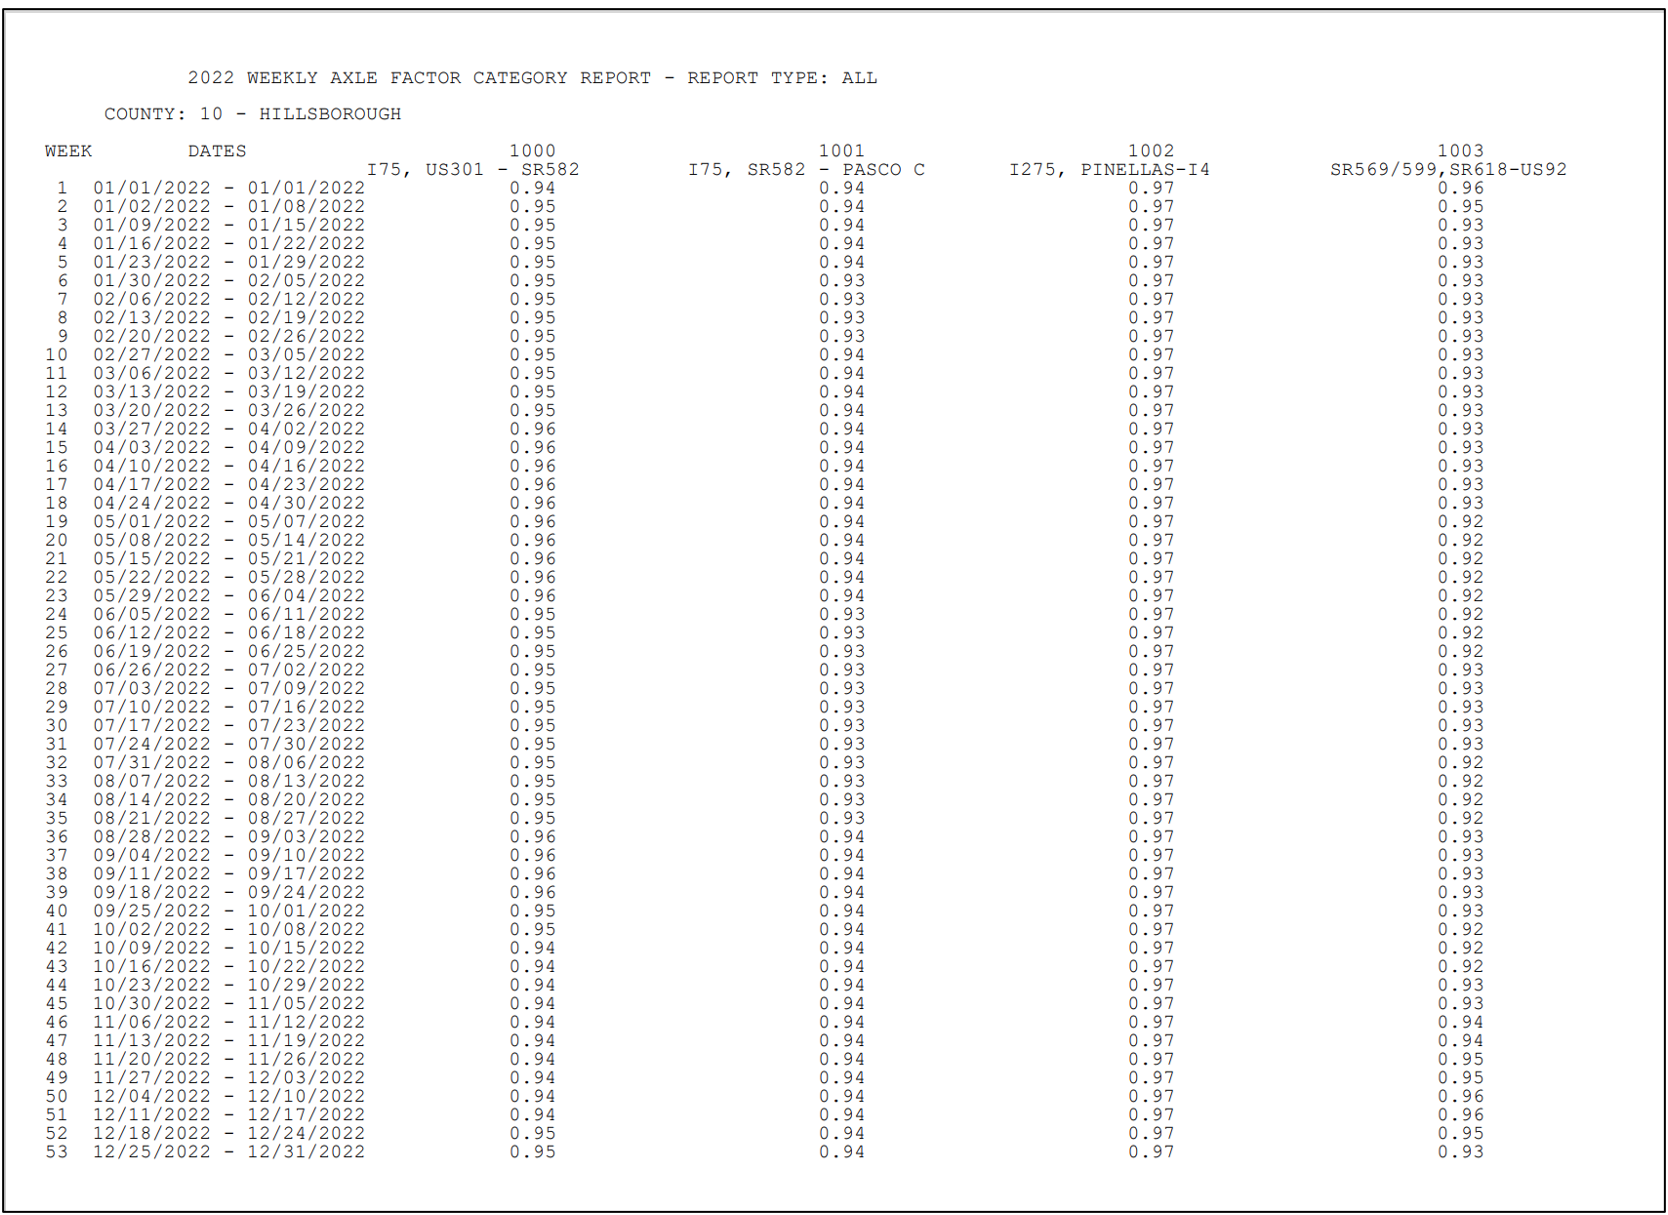 2022 WEEKLY AXLE FACTOR CATEGORY REPORT - REPORT TYPE: ALL
COUNTY: 10 - HILLSBOROUGH
WEEK DATES 1000 1001 1002 1003
I75, US301 - SR582 I75, SR582 - PASCO C I275, PINELLAS-I4 SR569/599,SR618-US92
1 01/01/2022 - 01/01/2022 0.94 0.94 0.97 0.96
2 01/02/2022 - 01/08/2022 0.95 0.94 0.97 0.95
3 01/09/2022 - 01/15/2022 0.95 0.94 0.97 0.93
4 01/16/2022 - 01/22/2022 0.95 0.94 0.97 0.93
5 01/23/2022 - 01/29/2022 0.95 0.94 0.97 0.93
6 01/30/2022 - 02/05/2022 0.95 0.93 0.97 0.93
7 02/06/2022 - 02/12/2022 0.95 0.93 0.97 0.93
8 02/13/2022 - 02/19/2022 0.95 0.93 0.97 0.93
9 02/20/2022 - 02/26/2022 0.95 0.93 0.97 0.93
10 02/27/2022 - 03/05/2022 0.95 0.94 0.97 0.93
11 03/06/2022 - 03/12/2022 0.95 0.94 0.97 0.93
12 03/13/2022 - 03/19/2022 0.95 0.94 0.97 0.93
13 03/20/2022 - 03/26/2022 0.95 0.94 0.97 0.93
14 03/27/2022 - 04/02/2022 0.96 0.94 0.97 0.93
15 04/03/2022 - 04/09/2022 0.96 0.94 0.97 0.93
16 04/10/2022 - 04/16/2022 0.96 0.94 0.97 0.93
17 04/17/2022 - 04/23/2022 0.96 0.94 0.97 0.93
18 04/24/2022 - 04/30/2022 0.96 0.94 0.97 0.93
19 05/01/2022 - 05/07/2022 0.96 0.94 0.97 0.92
20 05/08/2022 - 05/14/2022 0.96 0.94 0.97 0.92
21 05/15/2022 - 05/21/2022 0.96 0.94 0.97 0.92
22 05/22/2022 - 05/28/2022 0.96 0.94 0.97 0.92
23 05/29/2022 - 06/04/2022 0.96 0.94 0.97 0.92
24 06/05/2022 - 06/11/2022 0.95 0.93 0.97 0.92
25 06/12/2022 - 06/18/2022 0.95 0.93 0.97 0.92
26 06/19/2022 - 06/25/2022 0.95 0.93 0.97 0.92
27 06/26/2022 - 07/02/2022 0.95 0.93 0.97 0.93
28 07/03/2022 - 07/09/2022 0.95 0.93 0.97 0.93
29 07/10/2022 - 07/16/2022 0.95 0.93 0.97 0.93
30 07/17/2022 - 07/23/2022 0.95 0.93 0.97 0.93
31 07/24/2022 - 07/30/2022 0.95 0.93 0.97 0.93
32 07/31/2022 - 08/06/2022 0.95 0.93 0.97 0.92
33 08/07/2022 - 08/13/2022 0.95 0.93 0.97 0.92
34 08/14/2022 - 08/20/2022 0.95 0.93 0.97 0.92
35 08/21/2022 - 08/27/2022 0.95 0.93 0.97 0.92
36 08/28/2022 - 09/03/2022 0.96 0.94 0.97 0.93
37 09/04/2022 - 09/10/2022 0.96 0.94 0.97 0.93
38 09/11/2022 - 09/17/2022 0.96 0.94 0.97 0.93
39 09/18/2022 - 09/24/2022 0.96 0.94 0.97 0.93
40 09/25/2022 - 10/01/2022 0.95 0.94 0.97 0.93
41 10/02/2022 - 10/08/2022 0.95 0.94 0.97 0.92
42 10/09/2022 - 10/15/2022 0.94 0.94 0.97 0.92
43 10/16/2022 - 10/22/2022 0.94 0.94 0.97 0.92
44 10/23/2022 - 10/29/2022 0.94 0.94 0.97 0.93
45 10/30/2022 - 11/05/2022 0.94 0.94 0.97 0.93
46 11/06/2022 - 11/12/2022 0.94 0.94 0.97 0.94
47 11/13/2022 - 11/19/2022 0.94 0.94 0.97 0.94
48 11/20/2022 - 11/26/2022 0.94 0.94 0.97 0.95
49 11/27/2022 - 12/03/2022 0.94 0.94 0.97 0.95
50 12/04/2022 - 12/10/2022 0.94 0.94 0.97 0.96
51 12/11/2022 - 12/17/2022 0.94 0.94 0.97 0.96
52 12/18/2022 - 12/24/2022 0.95 0.94 0.97 0.95
53 12/25/2022 - 12/31/2022 0.95 0.94 0.97 0.93